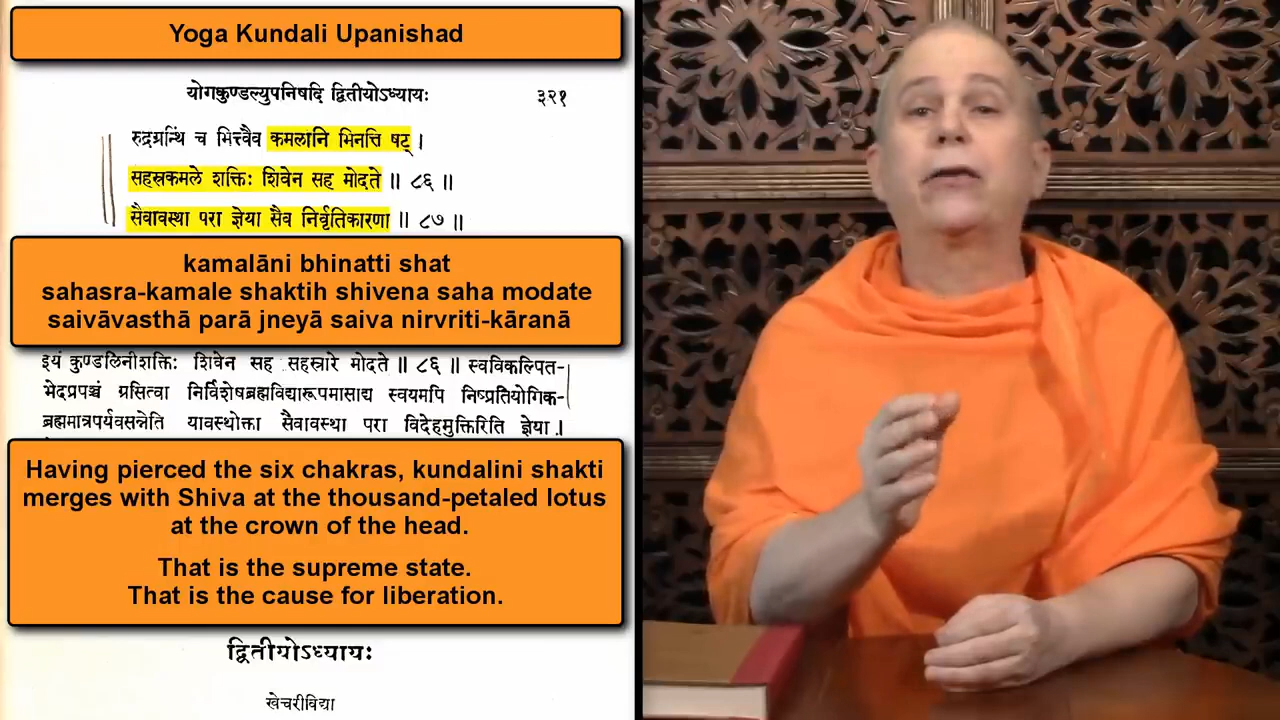 Yoga Kundali Upanishad
योगकुण्डल्युपनिषदि द्वितीयोऽध्यायः ३२१
रुद्रग्रन्थिं च भित्त्वैव कमलानि भिनत्ति षट् ।
सहस्रकमले शक्तिः शिवेन सह मोदते ॥ ८६ ॥
सैवावस्था परा ज्ञेया सैव निर्वृतिकारणा ॥ ८७ ॥
kamalāni bhinatti shat
sahasra-kamale shaktih shivena saha modate
saivāvasthā parā jneyā saiva nirvriti-kāranā
इयं कुण्डलिनीशक्तिः शिवेन सह सहस्रारे मोदते ॥ ८६ ॥ स्वविकल्पित-
भेदप्रपञ्चं ग्रसित्वा निर्विशेषब्रह्मविद्यारूपमासाद्य स्वयमपि निष्प्रतियोगिक-
ब्रह्ममात्रपर्यवसन्नेति यावस्थोक्ता सैवावस्था परा विदेहमुक्तिरिति ज्ञेया ।
Having pierced the six chakras, kundalini shakti
merges with Shiva at the thousand-petaled lotus
at the crown of the head.
That is the supreme state.
That is the cause for liberation.
द्वितीयोऽध्यायः
खेचरीविद्या